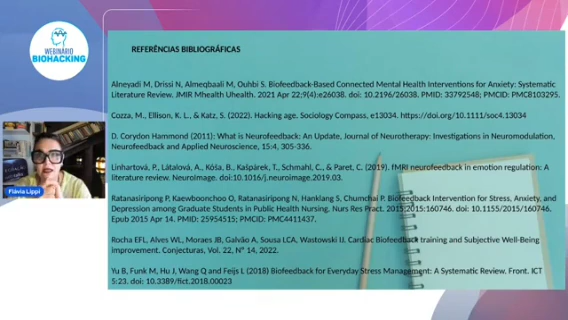 WEBINÁRIO
BIOHACKING
REFERÊNCIAS BIBLIOGRÁFICAS
Alneyadi M, Drissi N, Almeqbaali M, Ouhbi S. Biofeedback-Based Connected Mental Health Interventions for Anxiety: Systematic
Literature Review. JMIR Mhealth Uhealth. 2021 Apr 22;9(4):e26038. doi: 10.2196/26038. PMID: 33792548; PMCID: PMC8103295.
Cozza, M., Ellison, K. L., & Katz, S. (2022). Hacking age. Sociology Compass, e13034. https://doi.org/10.1111/soc4.13034
D. Corydon Hammond (2011): What is Neurofeedback: An Update, Journal of Neurotherapy: Investigations in Neuromodulation,
Neurofeedback and Applied Neuroscience, 15:4, 305-336.
Linhartová, P., Látalová, A., Kóša, B., Kašpárek, T., Schmahl, C., & Paret, C. (2019). fMRI neurofeedback in emotion regulation: A
literature review. NeuroImage. doi:10.1016/j.neuroimage.2019.03.
Ratanasiripong P, Kaewboonchoo O, Ratanasiripong N, Hanklang S, Chumchai P. Biofeedback Intervention for Stress, Anxiety, and
Depression among Graduate Students in Public Health Nursing. Nurs Res Pract. 2015;2015:160746. doi: 10.1155/2015/160746.
Epub 2015 Apr 14. PMID: 25954515; PMCID: PMC4411437.
Rocha EFL, Alves WL, Moraes JB, Galvão A, Sousa LCA, Wastowski IJ. Cardiac Biofeedback training and Subjective Well-Being
improvement. Conjecturas, Vol. 22, Nº 14, 2022.
Yu B, Funk M, Hu J, Wang Q and Feijs L (2018) Biofeedback for Everyday Stress Management: A Systematic Review. Front. ICT
5:23. doi: 10.3389/fict.2018.00023
Flávia Lippi